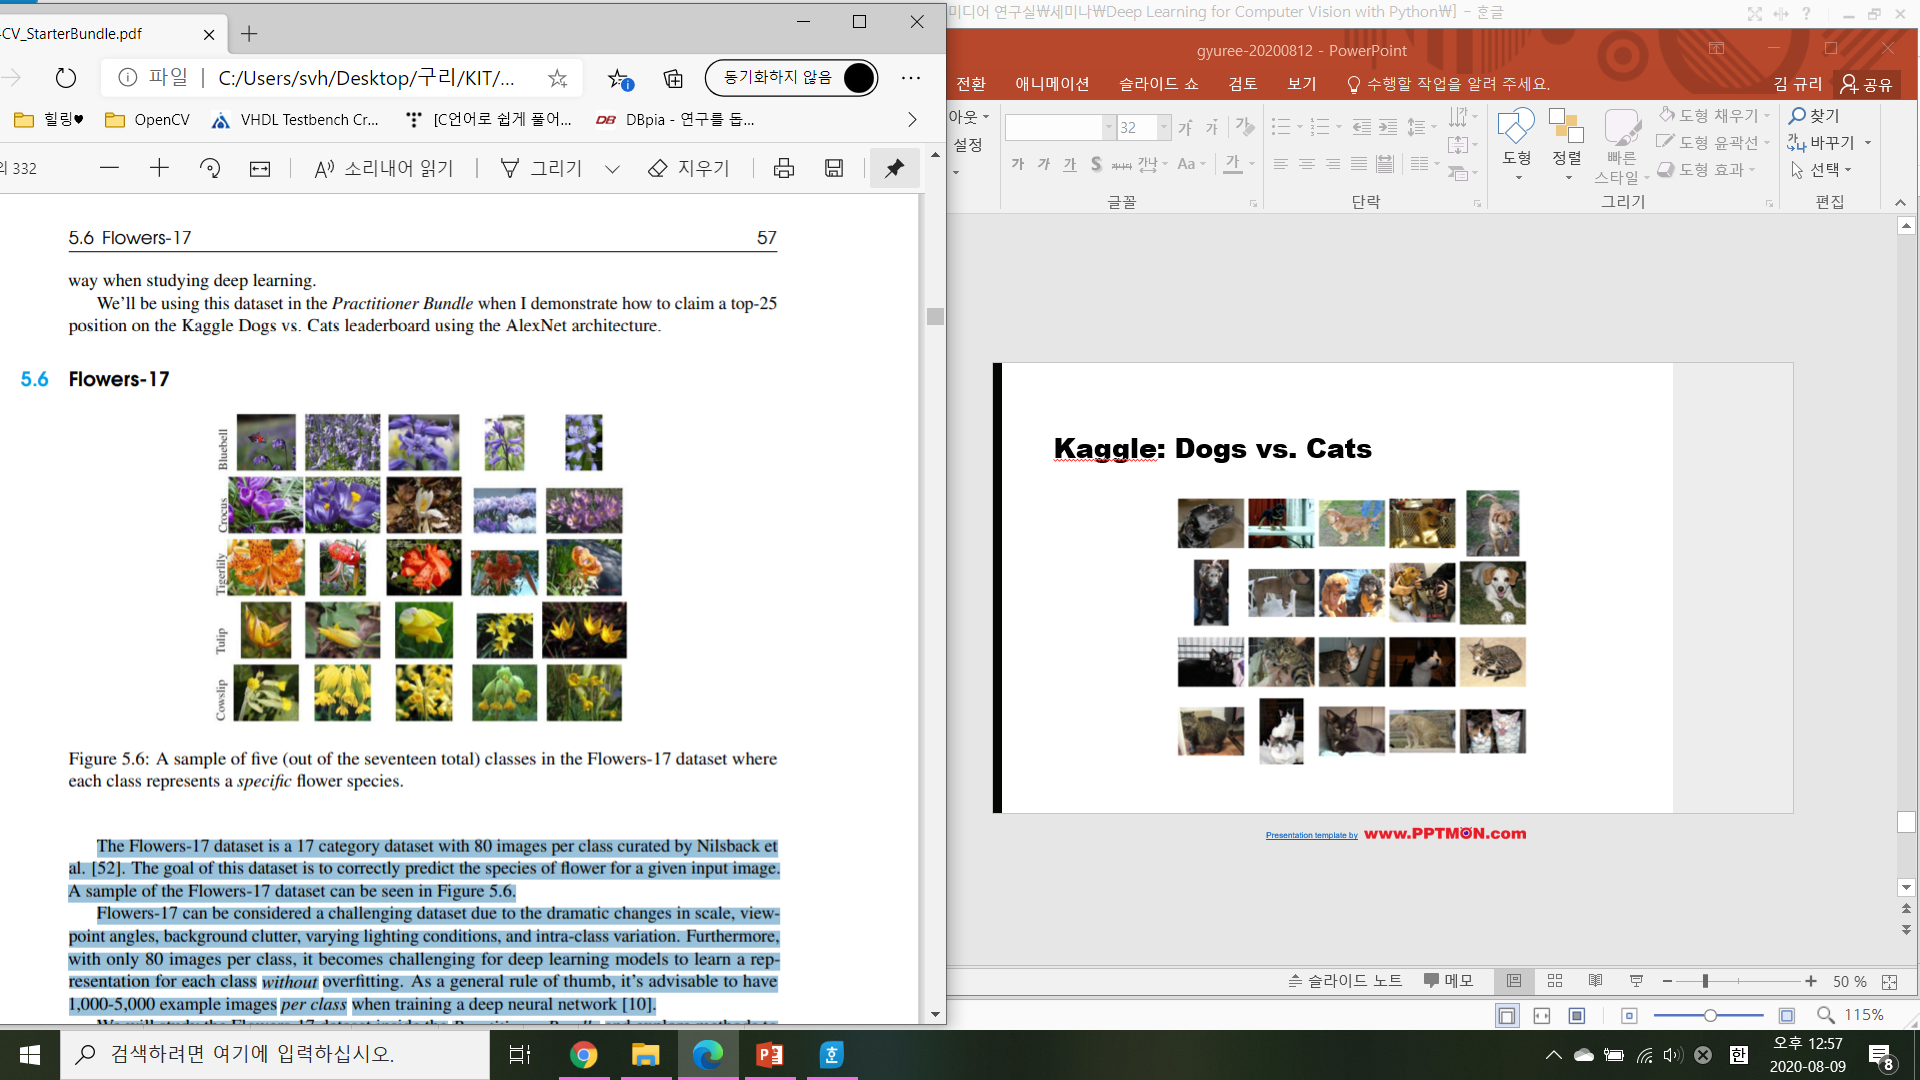 -CV_StarterBundle.pdf
파일
C:/Users/svh/Desktop/구리/KIT/...
동기화하지 않음
힐링♥
OpenCV
VHDL Testbench Cr...
[C언어로 쉽게 풀어...
DBpia - 연구를 돕...
의 332
소리내어 읽기
그리기
지우기
5.6 Flowers-17
57
way when studying deep learning.
We'll be using this dataset in the Practitioner Bundle when I demonstrate how to claim a top-25
position on the Kaggle Dogs vs. Cats leaderboard using the AlexNet architecture.
5.6 Flowers-17
Bluebell
Crocus
Tigerlily
Tulip
Cowslip
Figure 5.6: A sample of five (out of the seventeen total) classes in the Flowers-17 dataset where
each class represents a specific flower species.
The Flowers-17 dataset is a 17 category dataset with 80 images per class curated by Nilsback et
al. [52]. The goal of this dataset is to correctly predict the species of flower for a given input image.
A sample of the Flowers-17 dataset can be seen in Figure 5.6.
Flowers-17 can be considered a challenging dataset due to the dramatic changes in scale, view-
point angles, background clutter, varying lighting conditions, and intra-class variation. Furthermore,
with only 80 images per class, it becomes challenging for deep learning models to learn a rep-
resentation for each class without overfitting. As a general rule of thumb, it's advisable to have
1,000-5,000 example images per class when training a deep neural network [10].
미디어 연구실₩세미나₩Deep Learning for Computer Vision with Python₩] - 한글
gyuree-20200812 - PowerPoint
전환
애니메이션
슬라이드 쇼
검토
보기
수행할 작업을 알려 주세요.
김 규리
공유
아웃
설정
32
가
가
가
S
가나다
간낙
Aa
가
글꼴
단락
도형
정렬
빠른
스타일
도형 채우기
도형 윤곽선
도형 효과
그리기
찾기
바꾸기
선택
편집
Kaggle: Dogs vs. Cats
Presentation template by www.PPTMON.com
슬라이드 노트
메모
50 %
115%
검색하려면 여기에 입력하십시오.
한
오후 12:57
2020-08-09
8